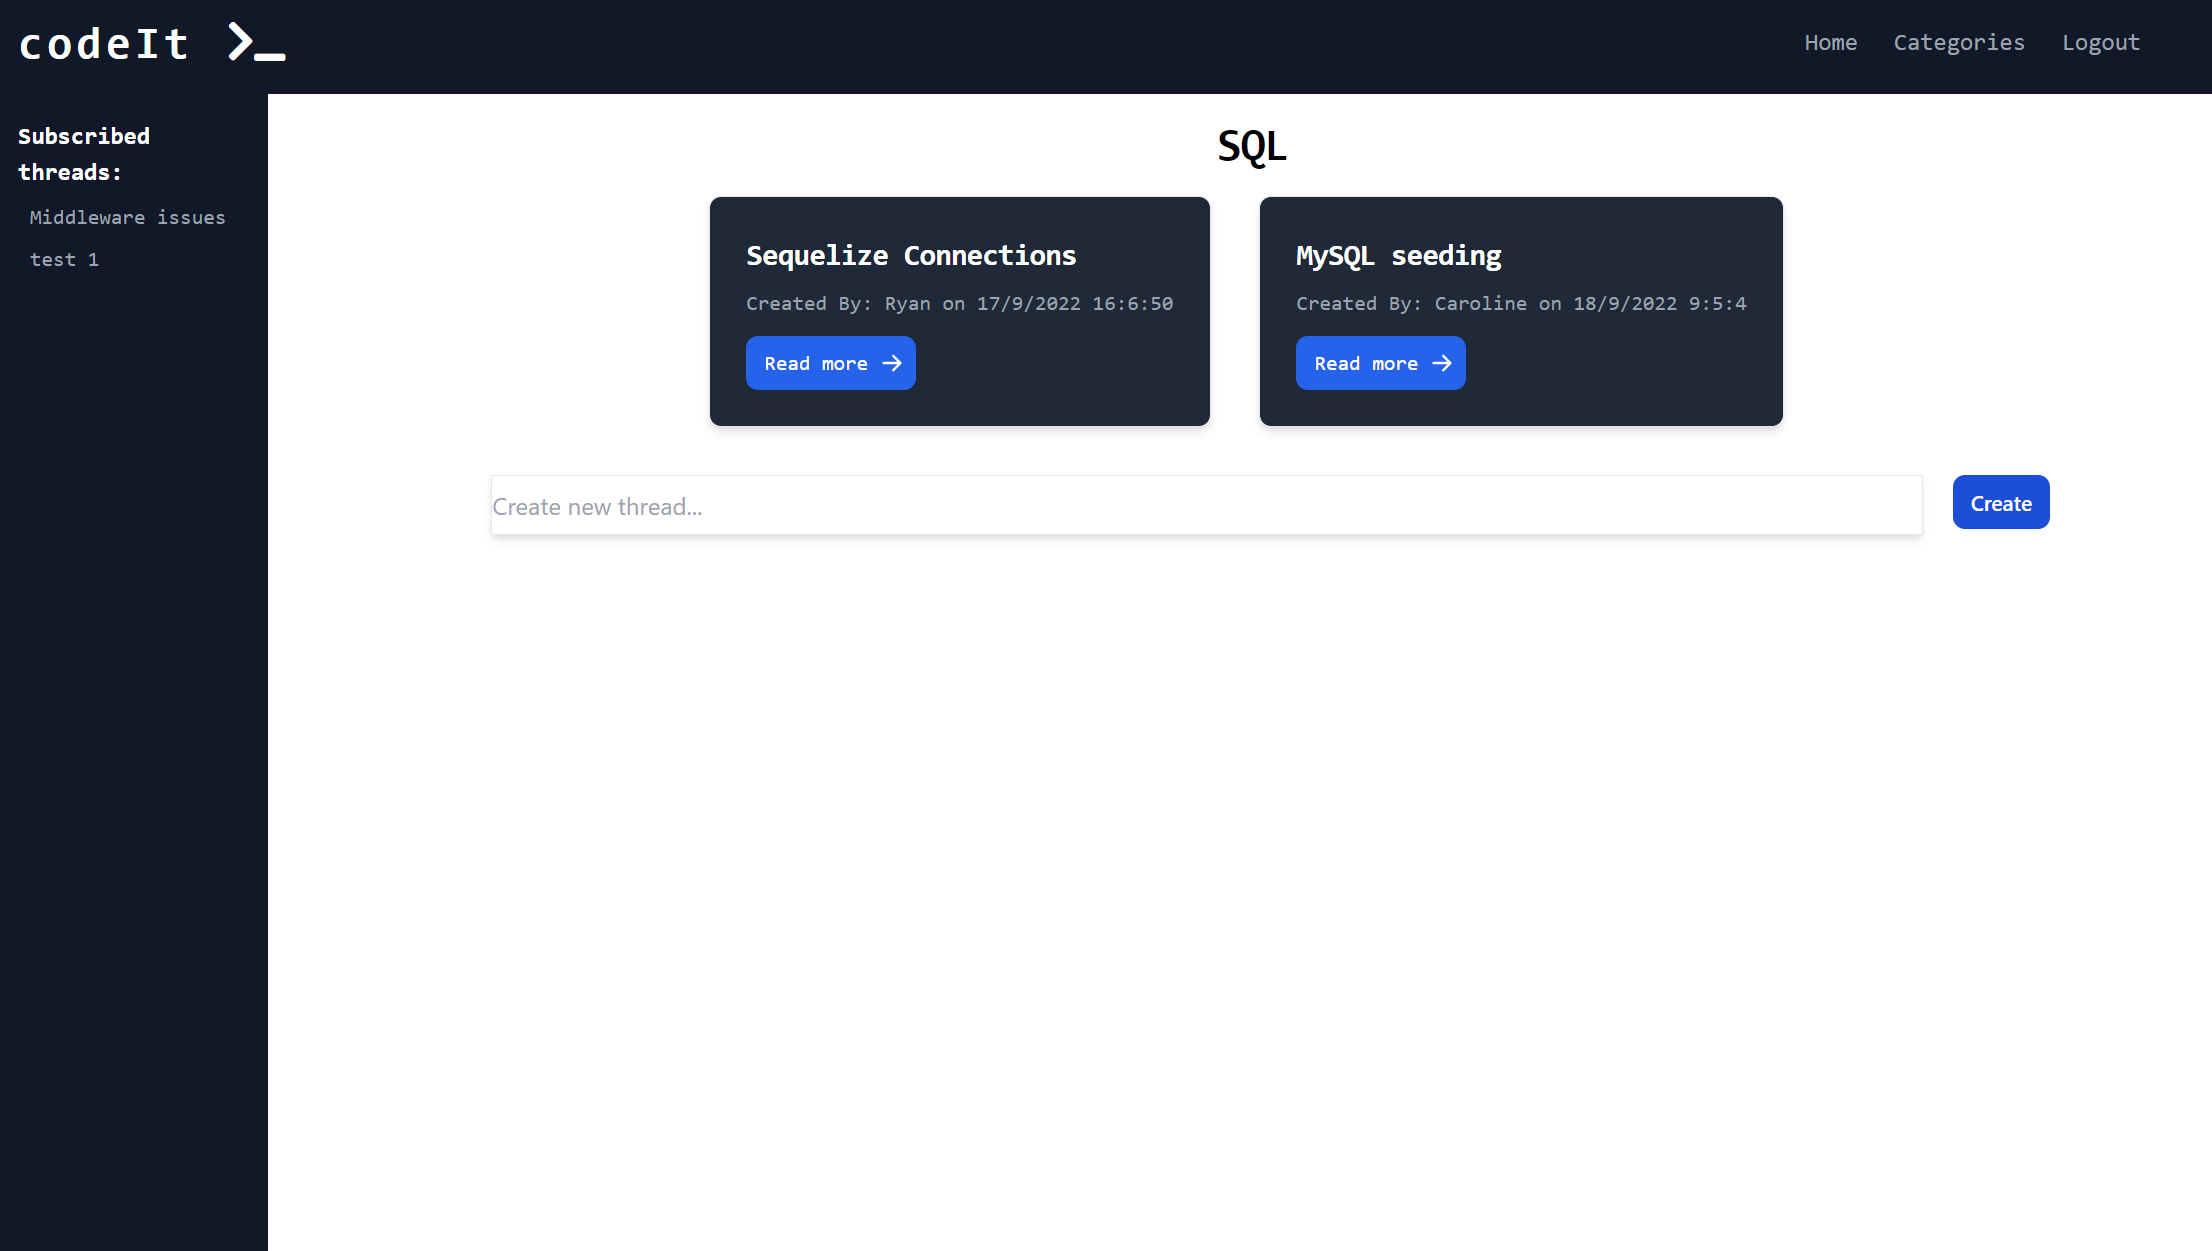 codeIt >_
Home
Categories
Logout
Subscribed
threads:
Middleware issues
test 1
SQL
Sequelize Connections
Created By: Ryan on 17/9/2022 16:6:50
Read more
MySQL seeding
Created By: Caroline on 18/9/2022 9:5:4
Read more
Create new thread...
Create